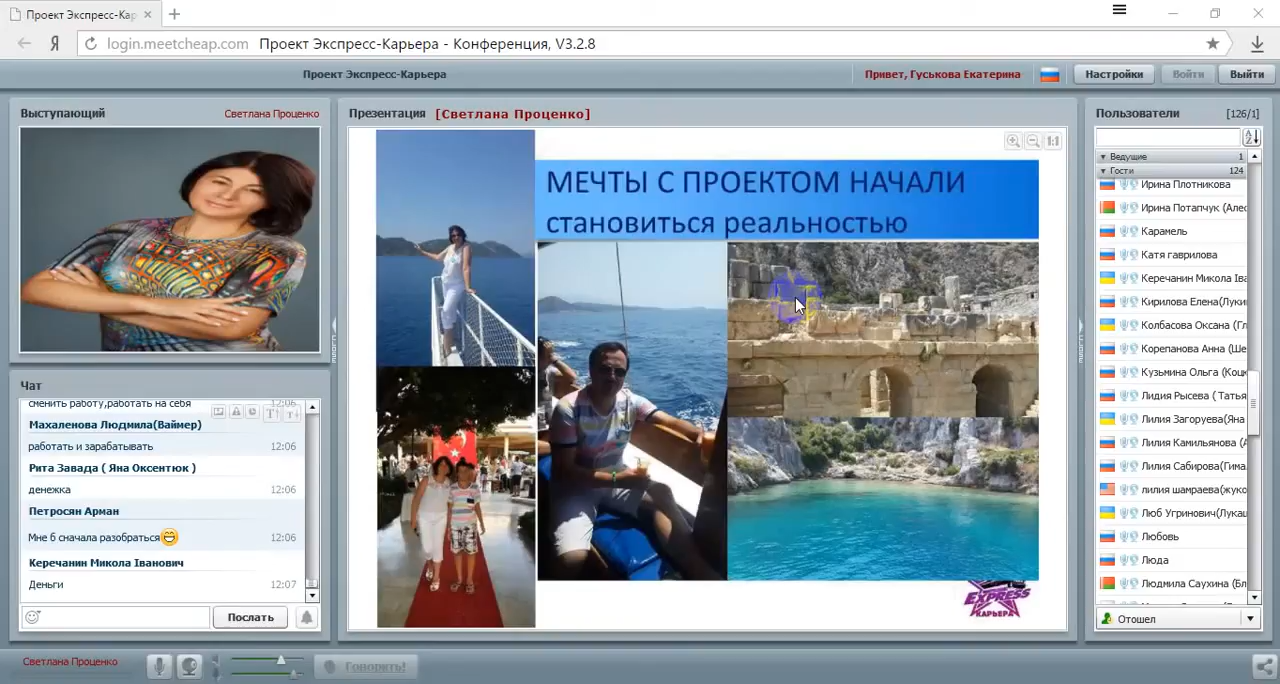 Проект Экспресс-Кар
login.meetcheap.com Проект Экспресс-Карьера - Конференция, V3.2.8
Проект Экспресс-Карьера
Привет, Гуськова Екатерина
Настройки
Войти
Выйти
Выступающий
Светлана Проценко
Чат
сменить работу,работать на себя 12:06
Махаленова Людмила(Ваймер)
работать и зарабатывать 12:06
Рита Завада ( Яна Оксентюк )
денежка 12:06
Петросян Арман
Мне б сначала разобраться 12:06
Керечанин Микола Іванович
Деньги 12:07
Послать
Презентация [Светлана Проценко]
1:1
МЕЧТЫ С ПРОЕКТОМ НАЧАЛИ
становиться реальностью
EXPRESS
КАРЬЕРА
Пользователи [126/1]
Ведущие 1
Гости 124
Ирина Плотникова
Ирина Потапчук (Алес
Карамель
Катя гаврилова
Керечанин Микола Іва
Кирилова Елена(Луки
Колбасова Оксана (Гл
Корепанова Анна (Ше
Кузьмина Ольга (Коцю
Лидия Рысева ( Татья
Лилия Загоруева(Яна
Лилия Камильянова (А
Лилия Сабирова(Гима
лилия шамраева(жуко
Люб Угринович(Лукаш
Любовь
Люда
Людмила Саухина (Бл
Отошел
Светлана Проценко
Говорить!